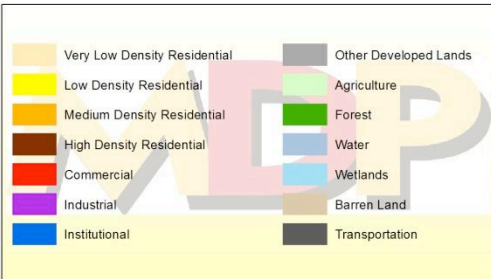 MDP
Very Low Density Residential
Low Density Residential
Medium Density Residential
High Density Residential
Commercial
Industrial
Institutional
Other Developed Lands
Agriculture
Forest
Water
Wetlands
Barren Land
Transportation